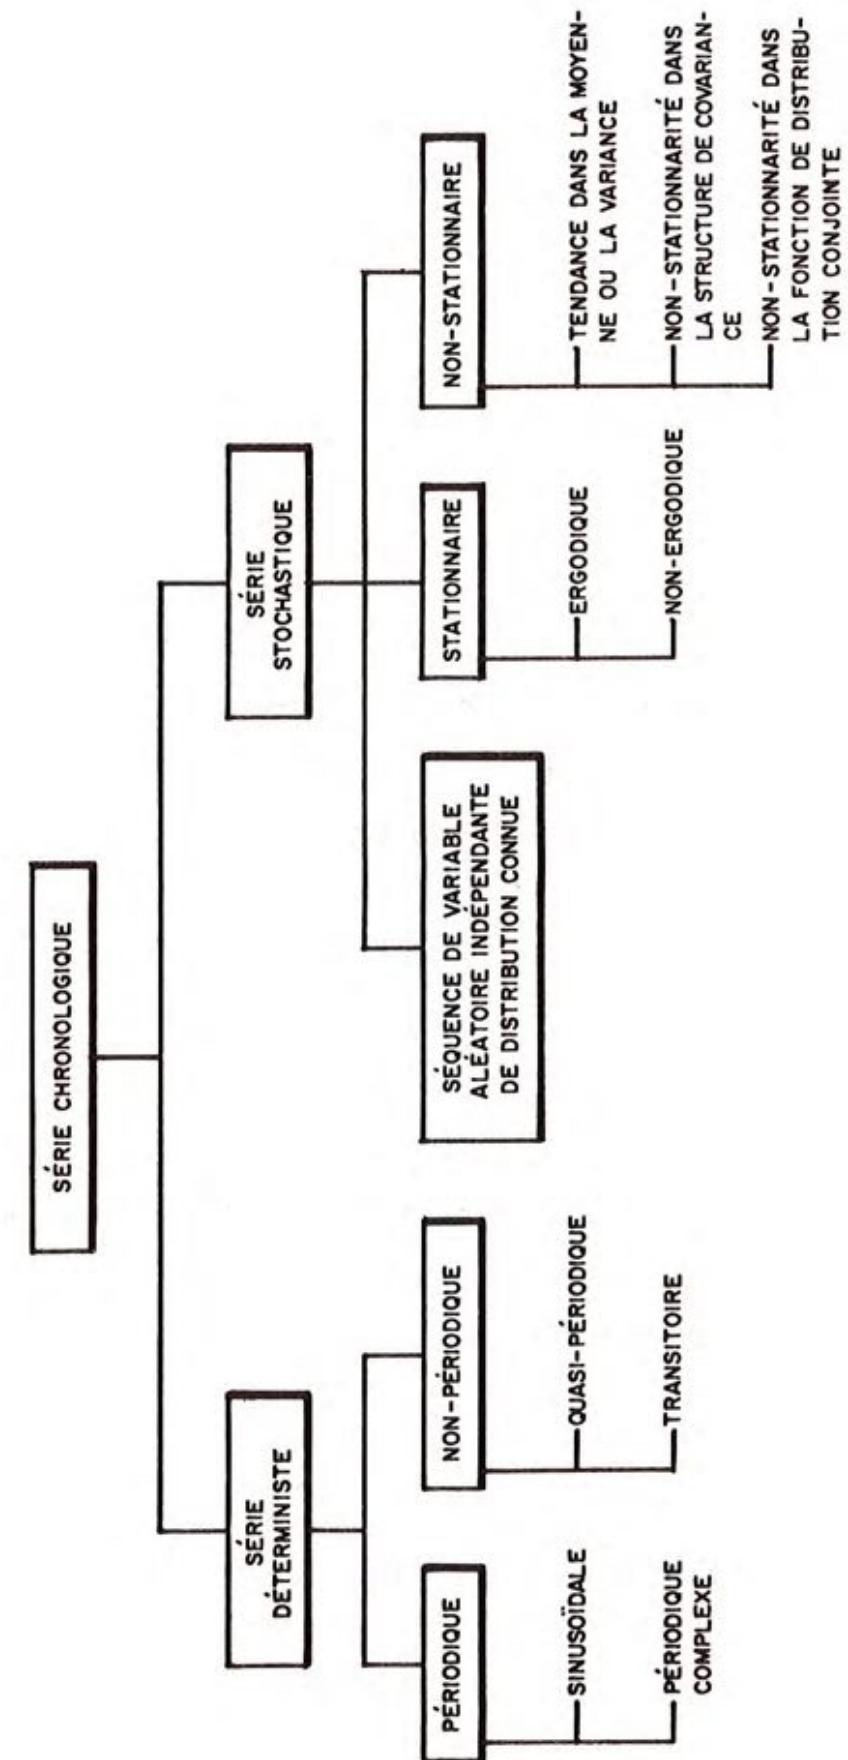 SÉRIE CHRONOLOGIQUE
SÉRIE
DÉTERMINISTE
SÉRIE
STOCHASTIQUE
PÉRIODIQUE
NON-PÉRIODIQUE
SÉQUENCE DE VARIABLE
ALÉATOIRE INDÉPENDANTE
DE DISTRIBUTION CONNUE
STATIONNAIRE
NON-STATIONNAIRE
SINUSOÏDALE
PÉRIODIQUE
COMPLEXE
QUASI-PÉRIODIQUE
TRANSITOIRE
ERGODIQUE
NON-ERGODIQUE
TENDANCE DANS LA MOYEN-
NE OU LA VARIANCE
NON-STATIONNARITÉ DANS
LA STRUCTURE DE COVARIAN-
CE
NON-STATIONNARITÉ DANS
LA FONCTION DE DISTRIBU-
TION CONJOINTE